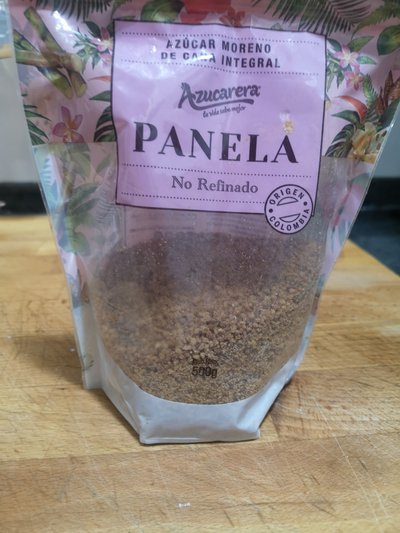 AZÚCAR MORENO
DE CAÑA INTEGRAL
Azucarera
la vida sabe mejor
PANELA
No Refinado
ORIGEN
COLOMBIA
500g